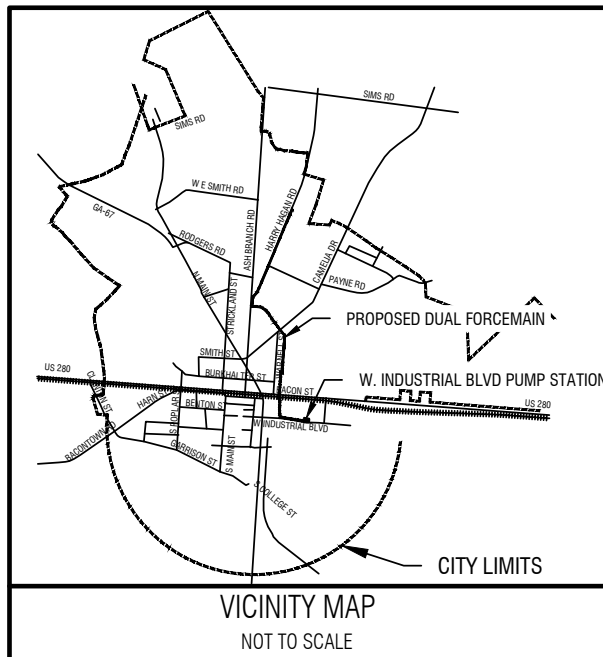 SIMS RD
SIMS RD
W E SMITH RD
GA-67
ASH BRANCH RD
HARRY HAGAN RD
RODGERS RD
N MAIN ST
CAMELIA DR
STRICKLAND ST
PAYNE RD
PROPOSED DUAL FORCEMAIN
SMITH ST
BURKHALTER ST
US 280
BACON ST
W. INDUSTRIAL BLVD PUMP STATION
US 280
HARN ST
BENTON ST
S POPLAR ST
W INDUSTRIAL BLVD
S MAIN ST
GARRISON ST
S COLLEGE ST
CITY LIMITS
VICINITY MAP
NOT TO SCALE